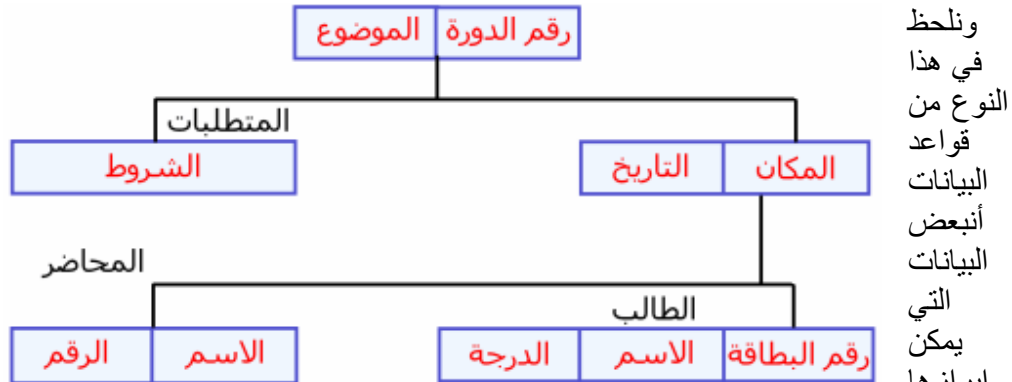 رقم الدورة الموضوع
المتطلبات
المكان التاريخ
الشروط
المحاضر
الطالب
رقم البطاقة الاسم الدرجة
الاسم الرقم
ونلحظ
في هذا
النوع من
قواعد
البيانات
أنبعض
البيانات
التي
يمكن